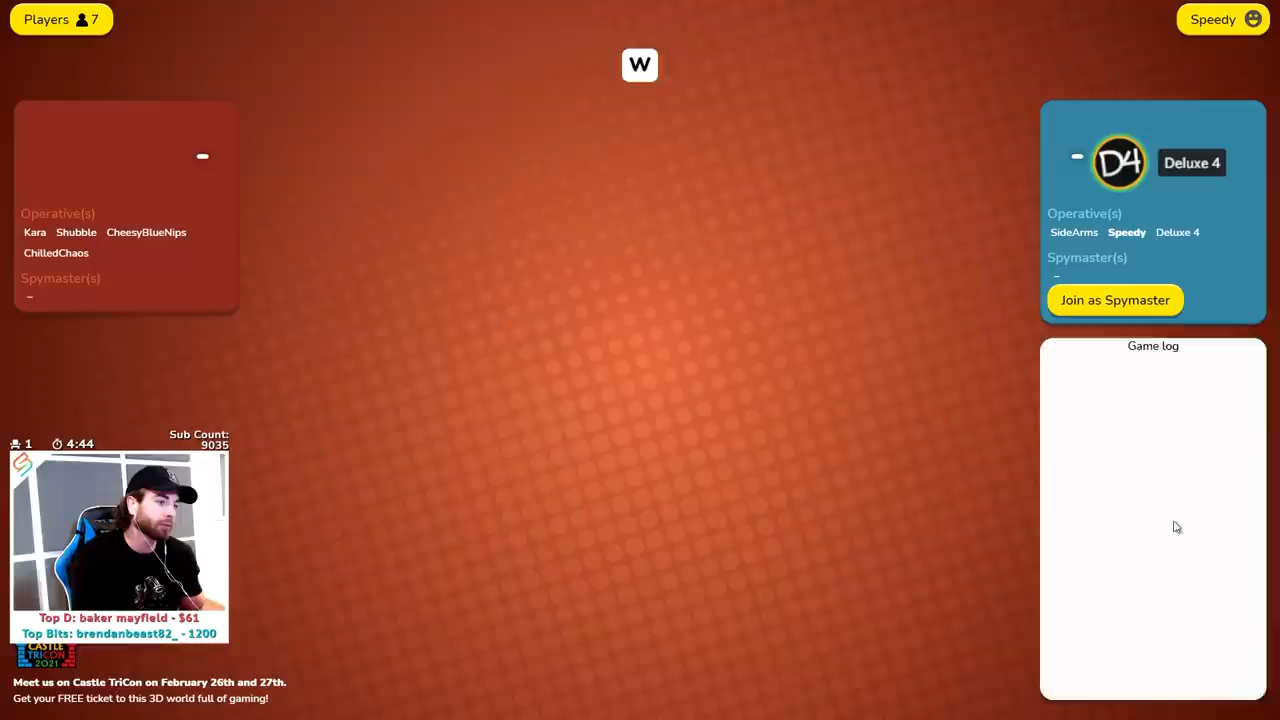 Players 7
Speedy
W
-
Operative(s)
Kara Shubble CheesyBlueNips
ChilledChaos
Spymaster(s)
–
- D4 Deluxe 4
Operative(s)
SideArms Speedy Deluxe 4
Spymaster(s)
–
Join as Spymaster
Game log
1 4:44
Sub Count:
9035
Top D: baker mayfield - $61
Top Bits: brendanbeast82_ - 1200
CASTLE
TRICON
2021
Meet us on Castle TriCon on February 26th and 27th.
Get your FREE ticket to this 3D world full of gaming!